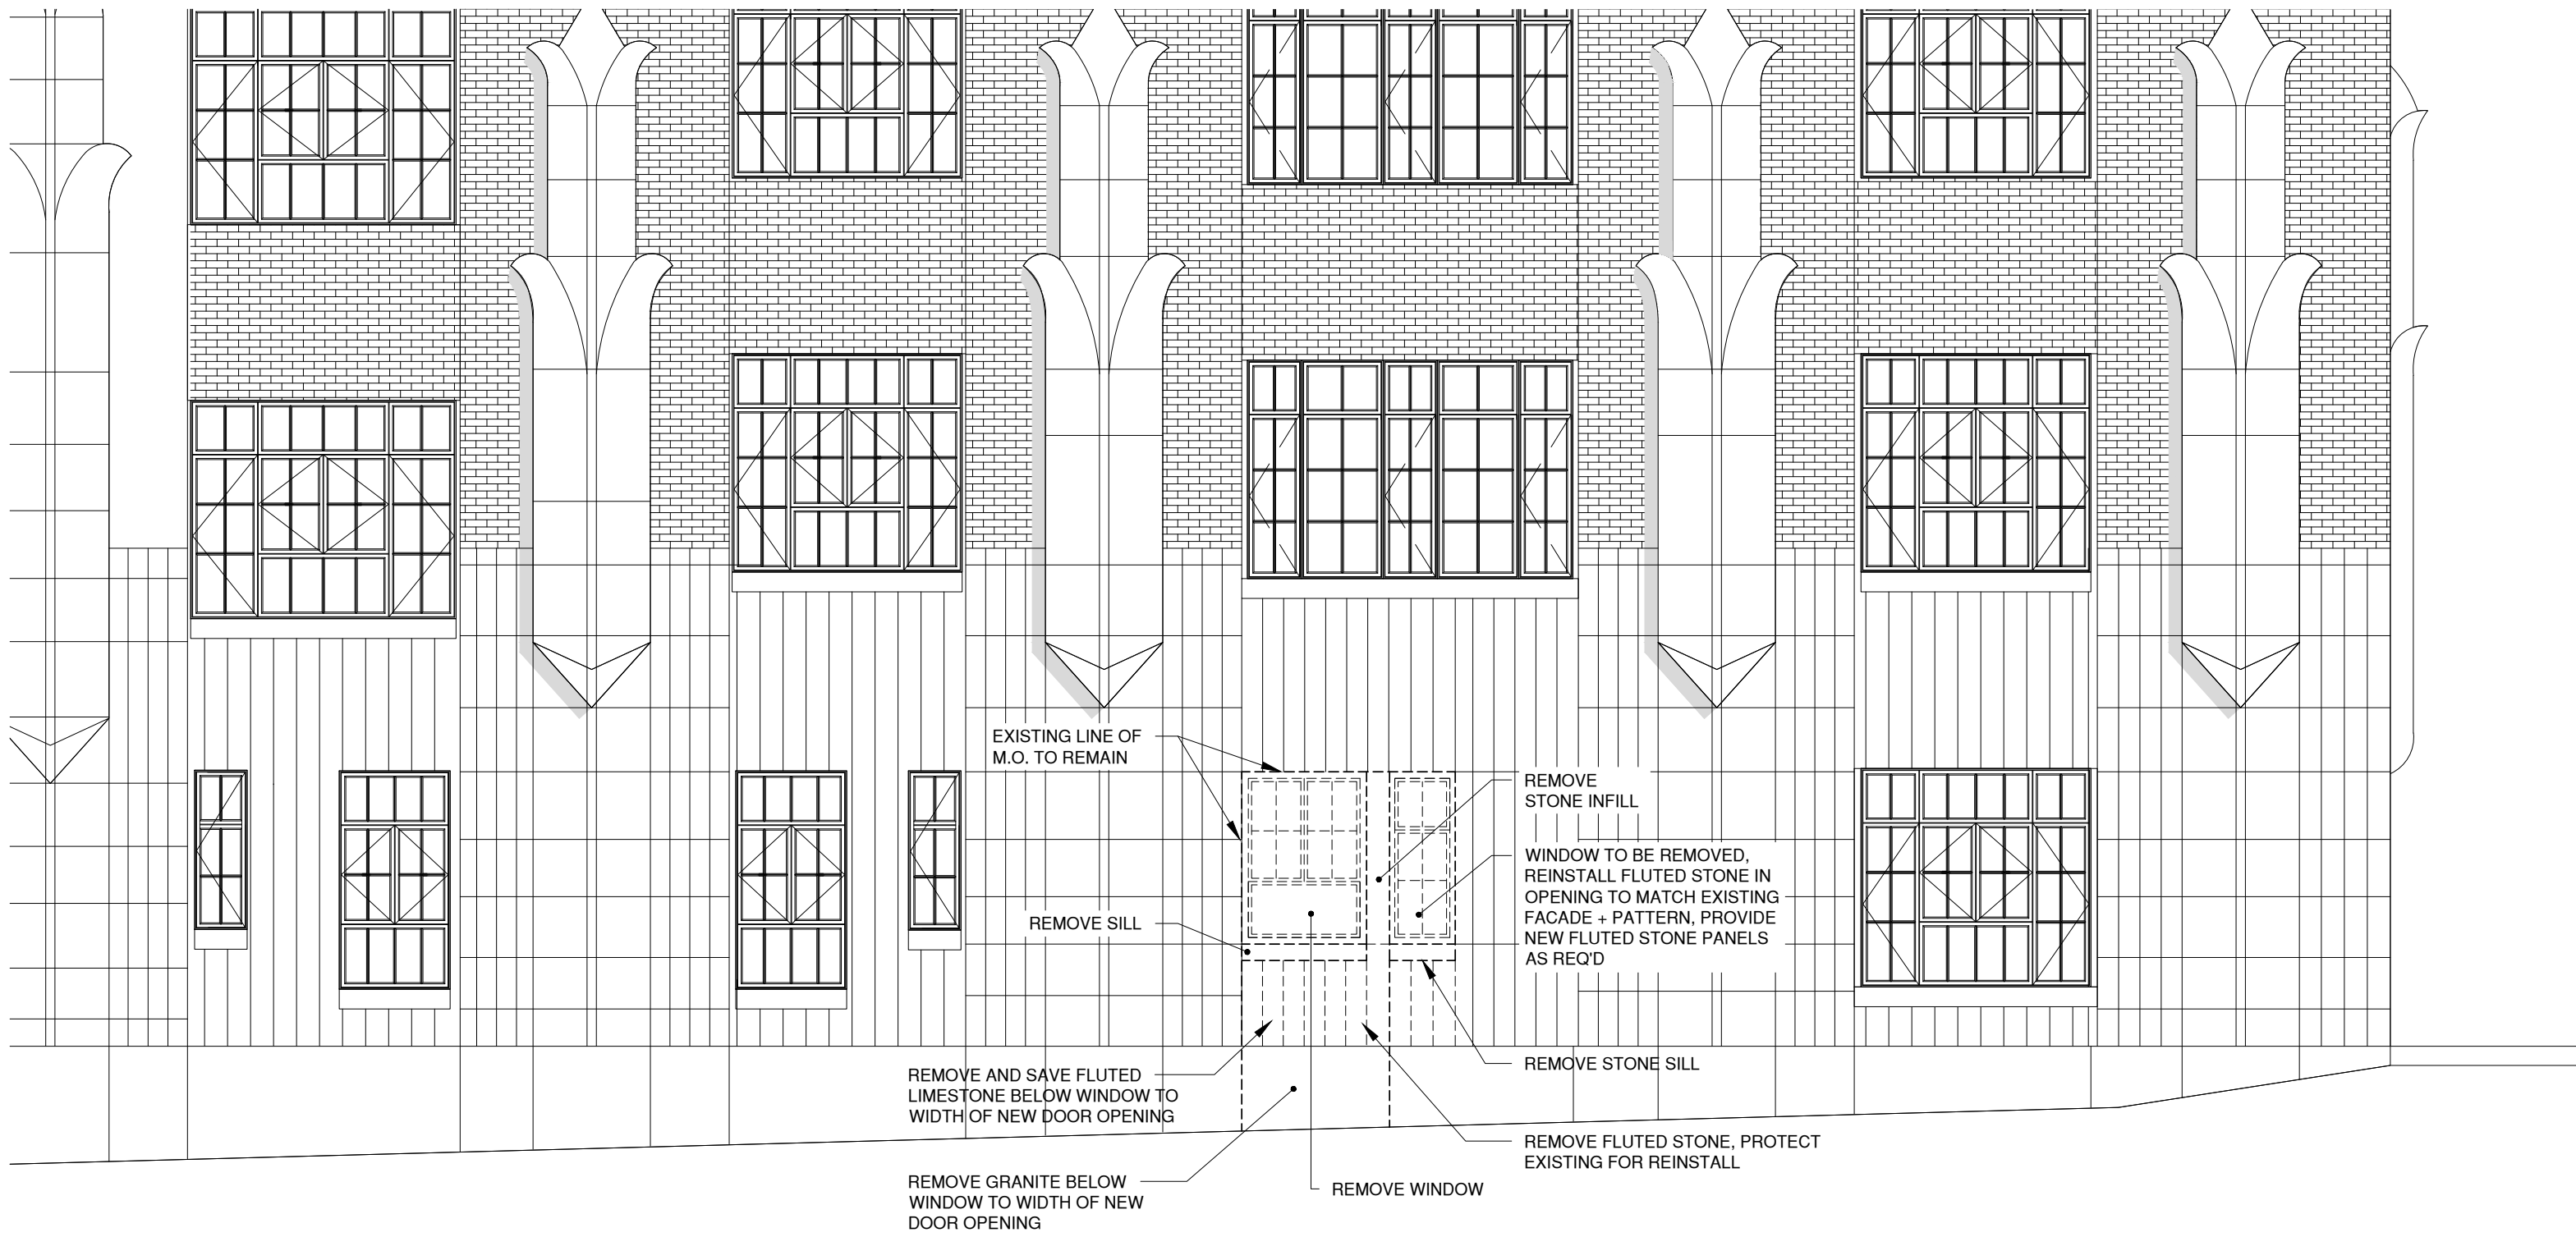 EXISTING LINE OF
M.O. TO REMAIN
REMOVE
STONE INFILL
WINDOW TO BE REMOVED,
REINSTALL FLUTED STONE IN
OPENING TO MATCH EXISTING
FACADE + PATTERN, PROVIDE
NEW FLUTED STONE PANELS
AS REQ'D
REMOVE SILL
REMOVE STONE SILL
REMOVE AND SAVE FLUTED
LIMESTONE BELOW WINDOW TO
WIDTH OF NEW DOOR OPENING
REMOVE FLUTED STONE, PROTECT
EXISTING FOR REINSTALL
REMOVE GRANITE BELOW
WINDOW TO WIDTH OF NEW
DOOR OPENING
REMOVE WINDOW